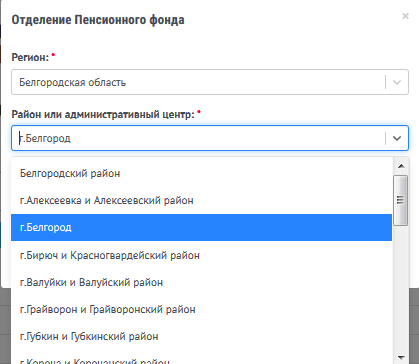 Отделение Пенсионного фонда
×
Регион: *
Белгородская область
Район или административный центр: *
г.Белгород
Белгородский район
г.Алексеевка и Алексеевский район
г.Белгород
г.Бирюч и Красногвардейский район
г.Валуйки и Валуйский район
г.Грайворон и Грайворонский район
г.Губкин и Губкинский район
г.Короча и Корочанский район